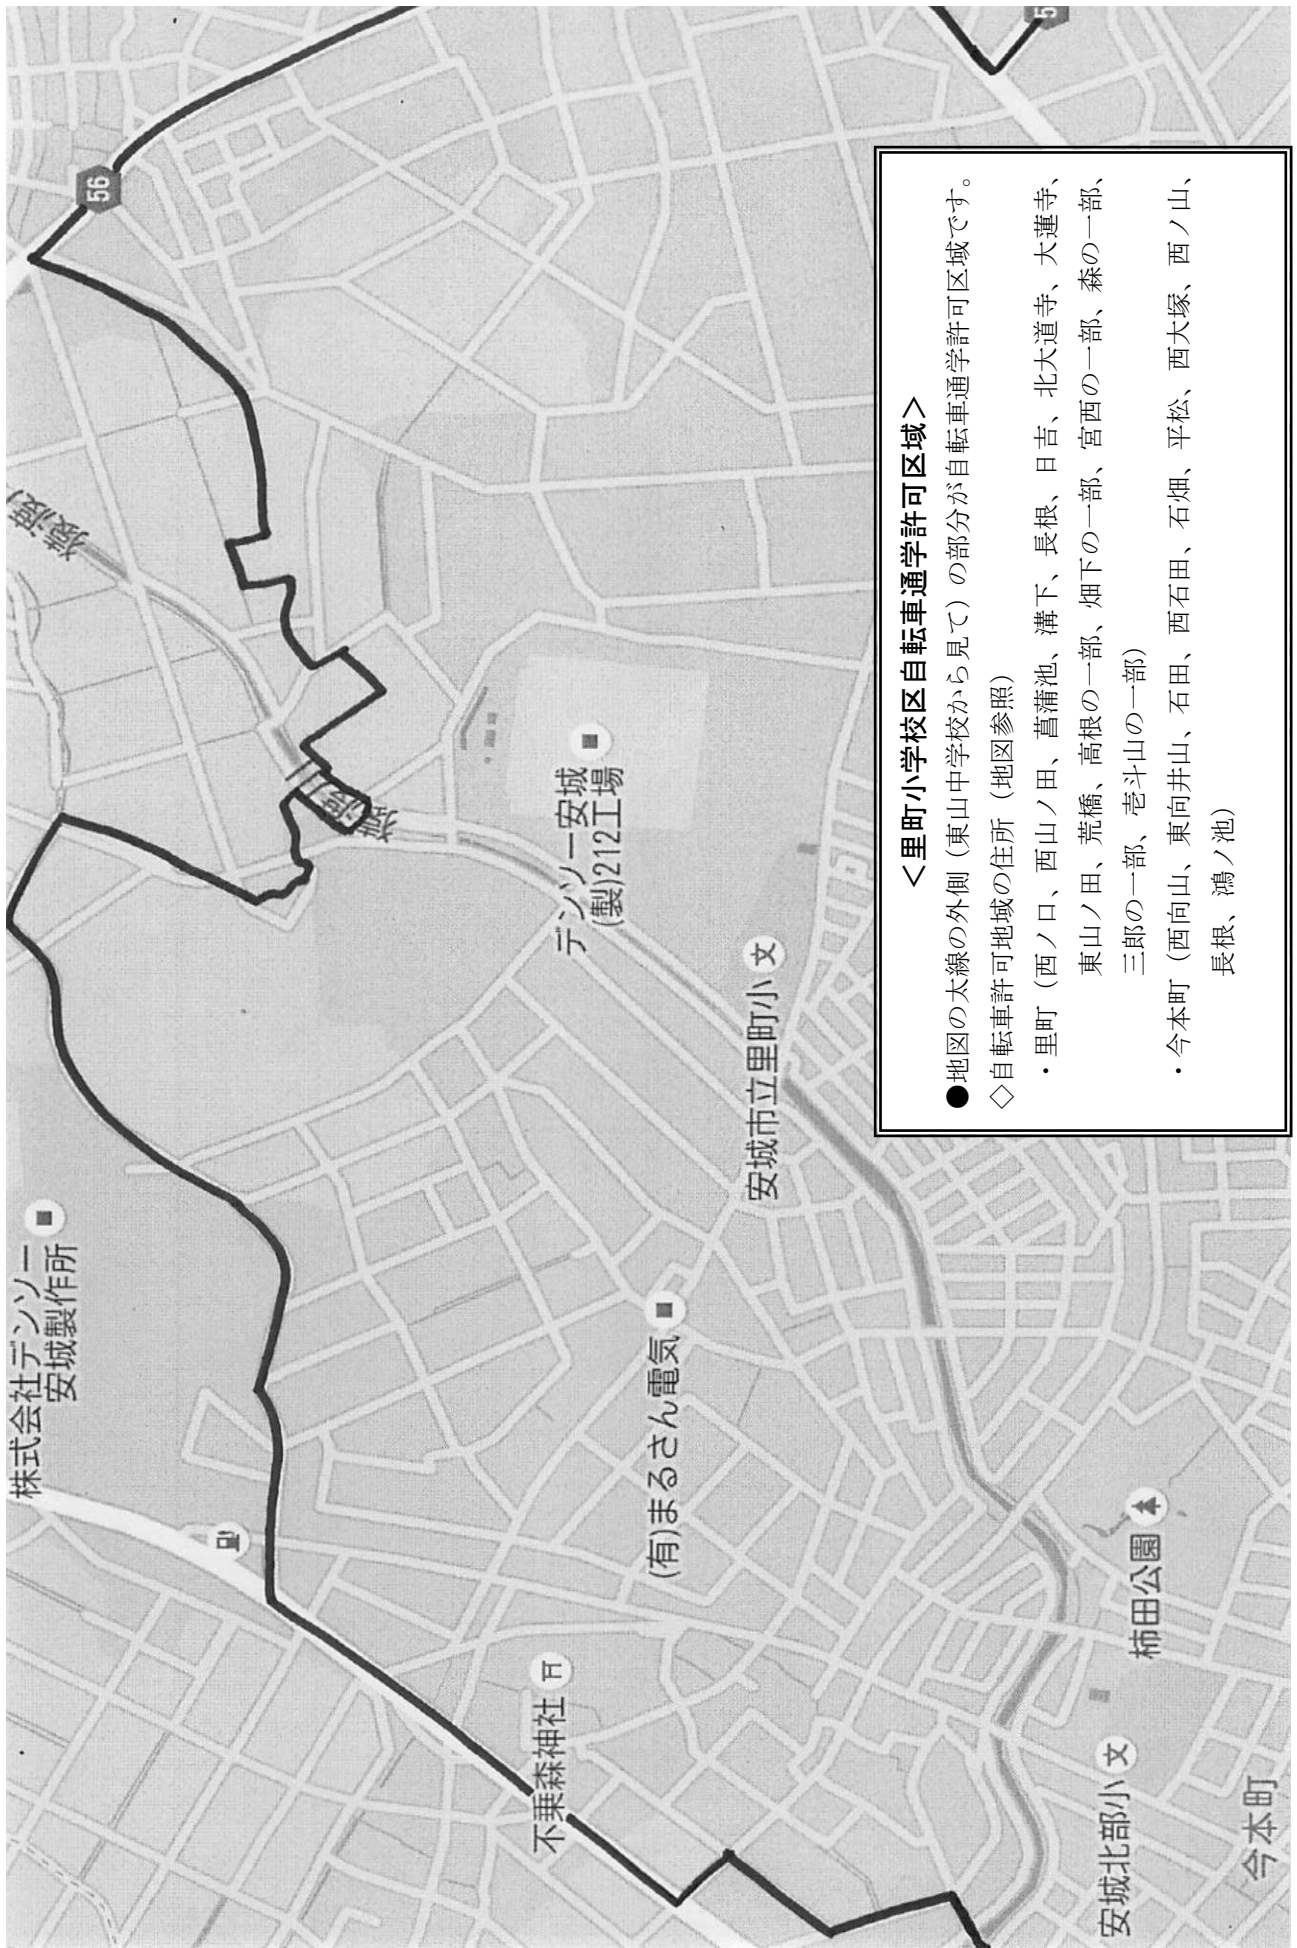 株式会社デンソー
安城製作所
56
猿渡
5
猿渡
猿渡
デンソー安城
(製)212工場
安城市立里町小
(有)まるさん電気
不乗森神社
柿田公園
安城北部小
今本町
文
文
<里町小学校区自転車通学許可区域>
●地図の太線の外側（東山中学校から見て）の部分が自転車通学許可区域です。
◇自転車許可地域の住所（地図参照）
・里町（西ノ口、西山ノ田、菖蒲池、溝下、長根、日吉、北大道寺、大蓮寺、
東山ノ田、荒橋、高根の一部、畑下の一部、宮西の一部、森の一部、
三郎の一部、壱斗山の一部）
・今本町（西向山、東向井山、石田、西石田、石畑、平松、西大塚、西ノ山、
長根、鴻ノ池）